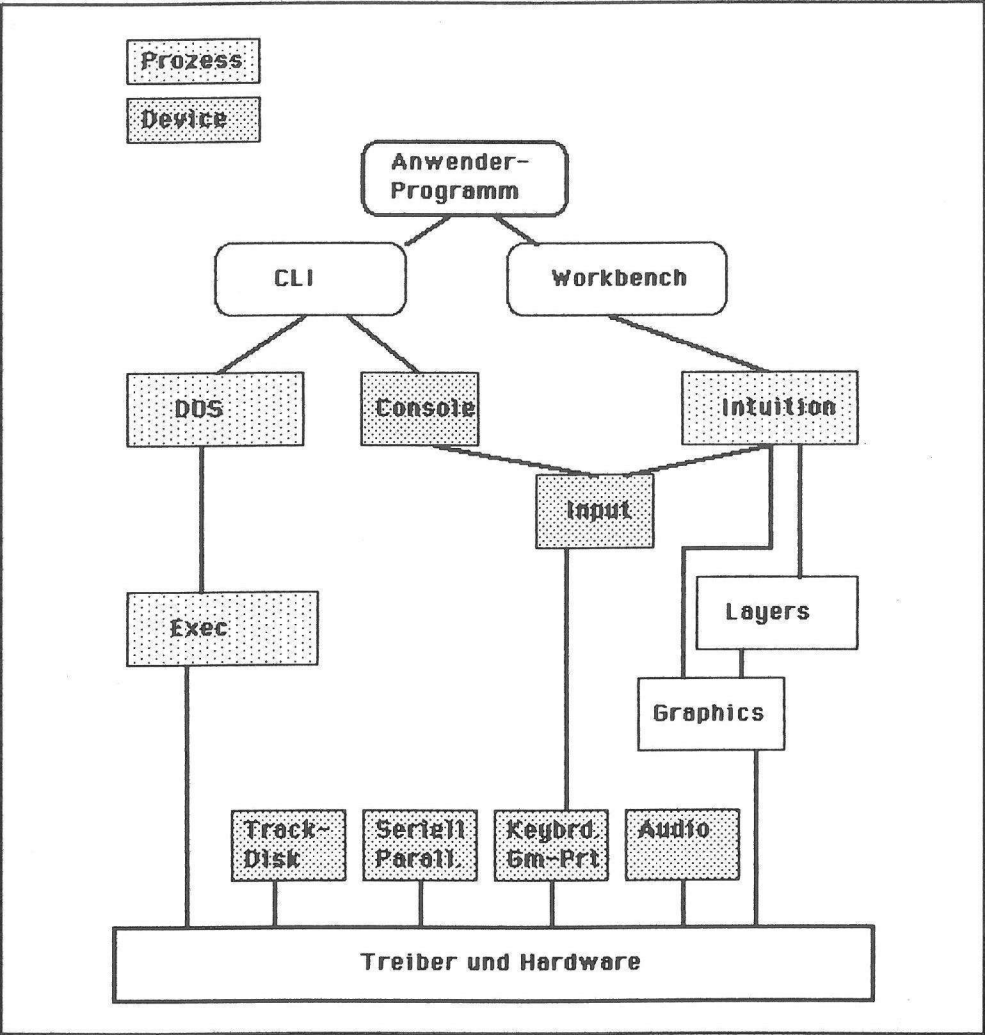 Prozess
Device
Anwender-
Programm
CLI
Workbench
DOS
Console
Intuition
Input
Exec
Layers
Graphics
Track-
Disk
Seriell
Parall.
Keybrd.
Gm-Prt
Audio
Treiber und Hardware